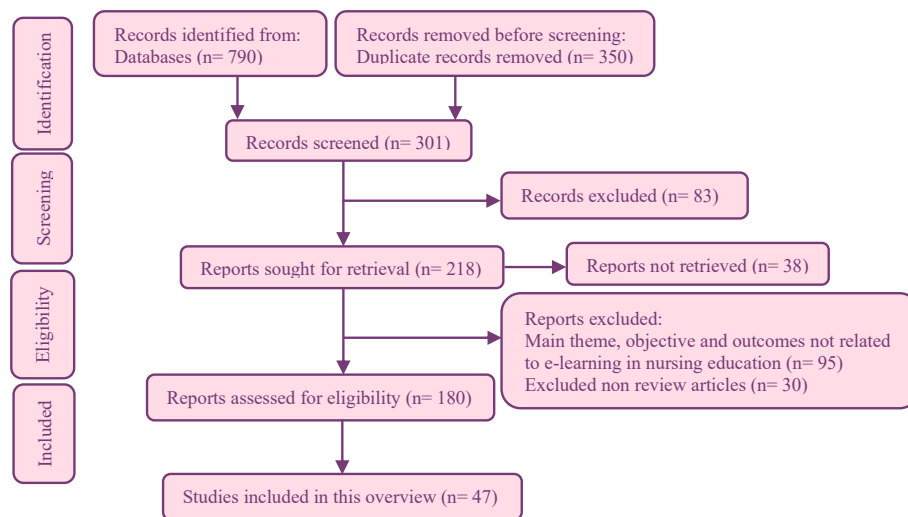 Identification
Records identified from:
Databases (n= 790)
Records removed before screening:
Duplicate records removed (n= 350)
Records screened (n= 301)
Screening
Records excluded (n= 83)
Reports sought for retrieval (n= 218)
Reports not retrieved (n= 38)
Eligibility
Reports excluded:
Main theme, objective and outcomes not related
to e-learning in nursing education (n= 95)
Excluded non review articles (n= 30)
Reports assessed for eligibility (n= 180)
Included
Studies included in this overview (n= 47)